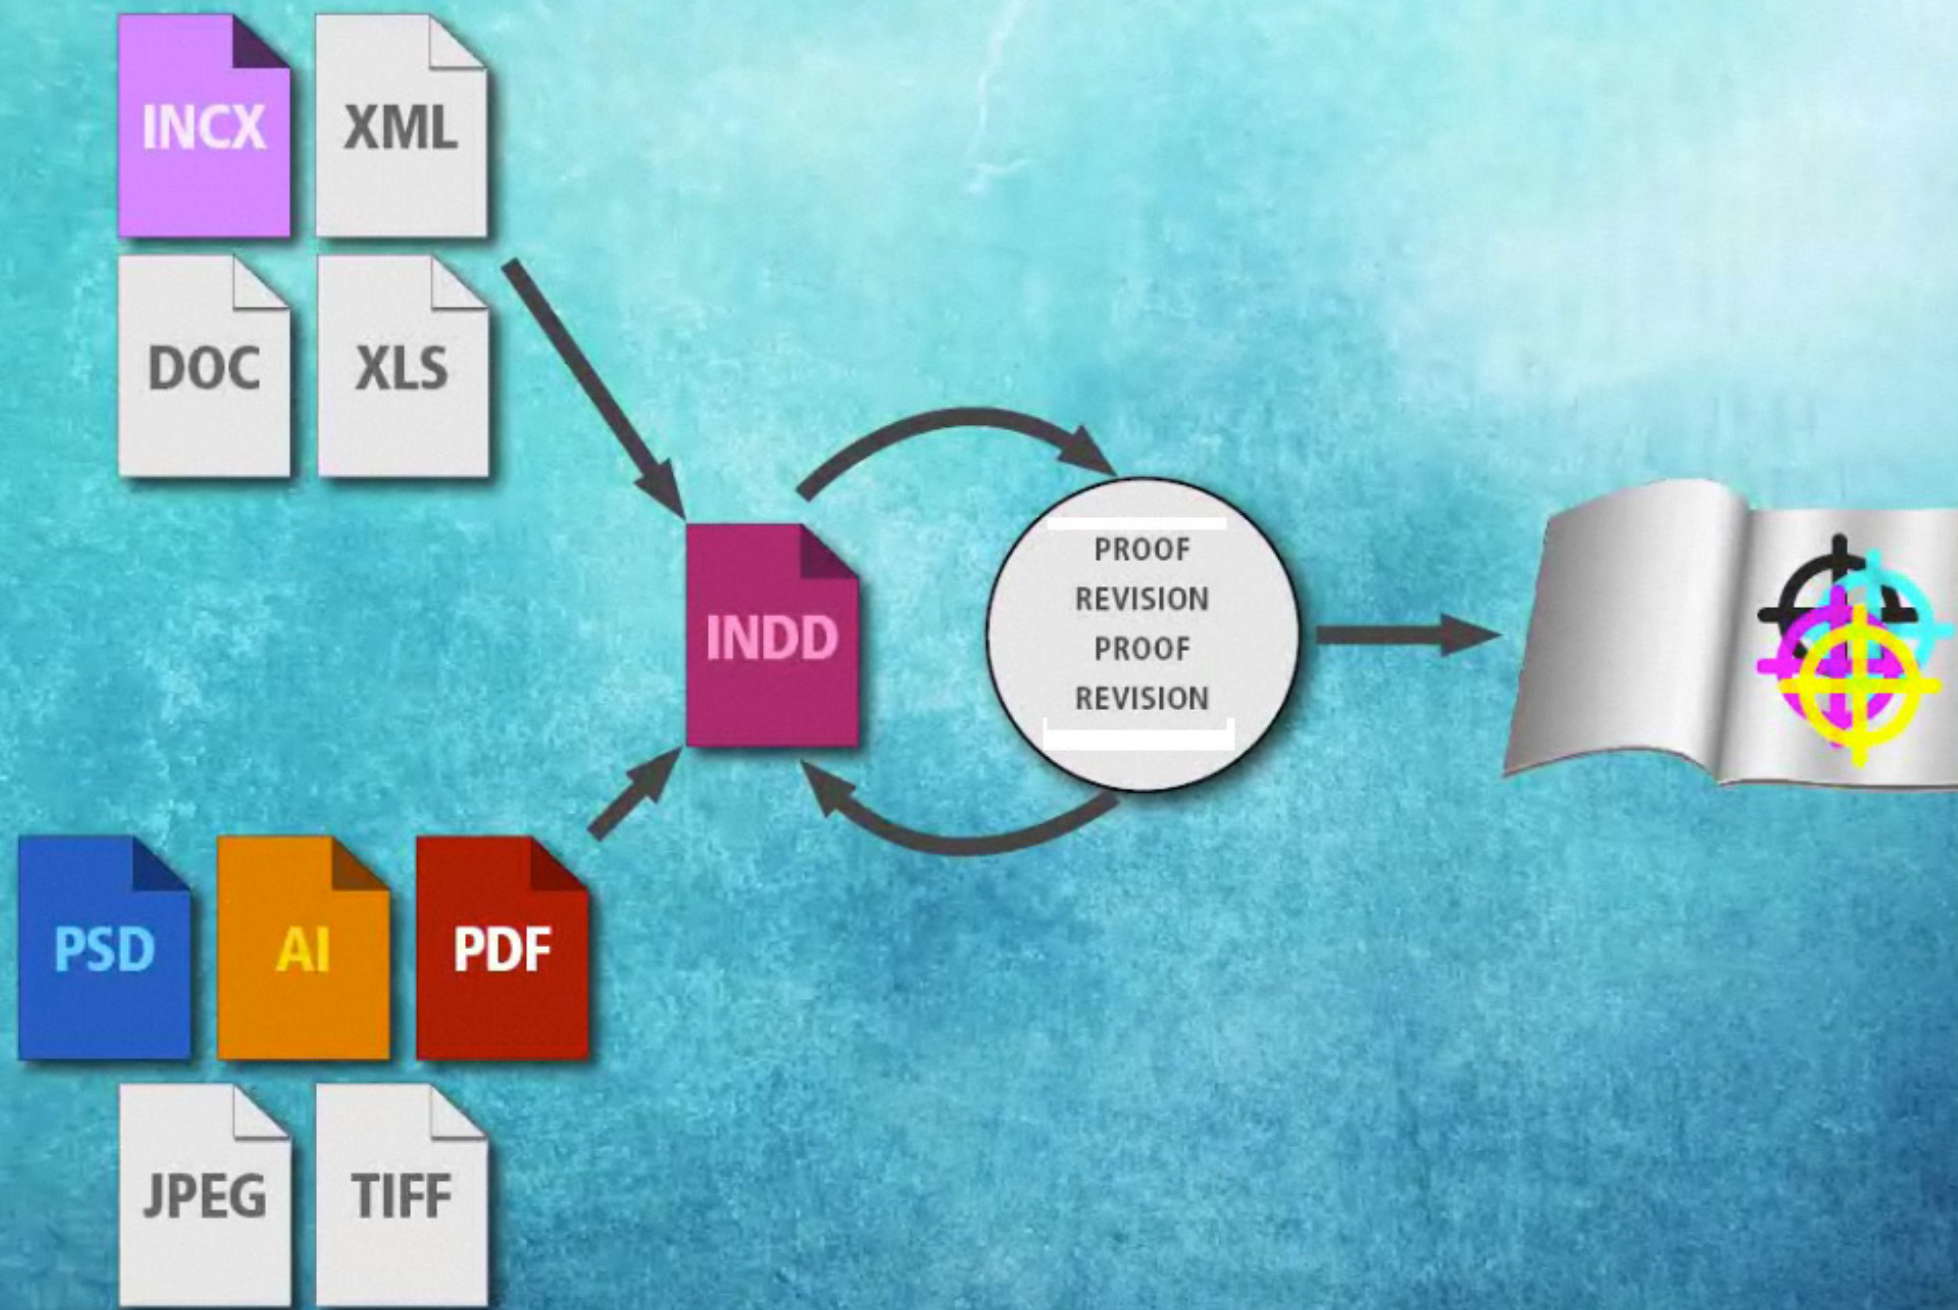 INCX XML
DOC XLS
INDD
PROOF
REVISION
PROOF
REVISION
PSD AI PDF
JPEG TIFF